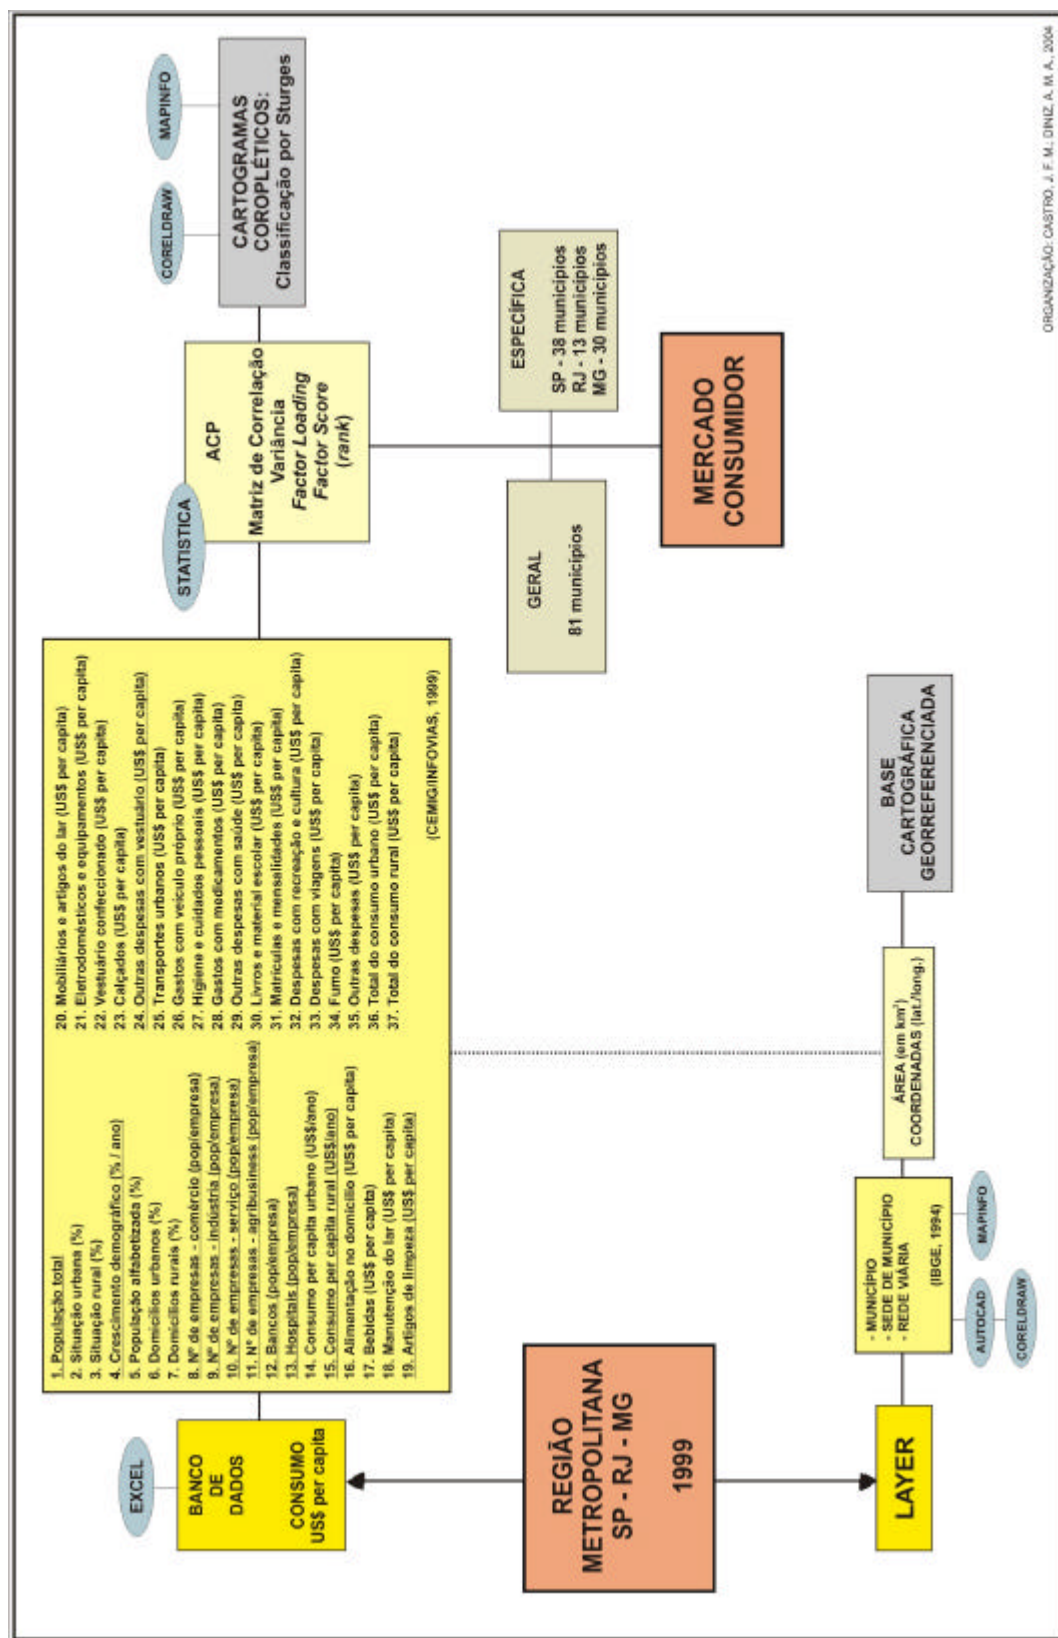 EXCEL
BANCO
DE
DADOS
CONSUMO
US$ per capita
1. População total
2. Situação urbana (%)
3. Situação rural (%)
4. Crescimento demográfico (% / ano)
5. População alfabetizada (%)
6. Domicílios urbanos (%)
7. Domicílios rurais (%)
8. Nº de empresas - comércio (pop/empresa)
9. Nº de empresas - indústria (pop/empresa)
10. Nº de empresas - serviço (pop/empresa)
11. Nº de empresas - agribusiness (pop/empresa)
12. Bancos (pop/empresa)
13. Hospitais (pop/empresa)
14. Consumo per capita urbano (US$/ano)
15. Consumo per capita rural (US$/ano)
16. Alimentação no domicílio (US$ per capita)
17. Bebidas (US$ per capita)
18. Manutenção do lar (US$ per capita)
19. Artigos de limpeza (US$ per capita)
20. Mobiliários e artigos do lar (US$ per capita)
21. Eletrodomésticos e equipamentos (US$ per capita)
22. Vestuário confeccionado (US$ per capita)
23. Calçados (US$ per capita)
24. Outras despesas com vestuário (US$ per capita)
25. Transportes urbanos (US$ per capita)
26. Gastos com veículo próprio (US$ per capita)
27. Higiene e cuidados pessoais (US$ per capita)
28. Gastos com medicamentos (US$ per capita)
29. Outras despesas com saúde (US$ per capita)
30. Livros e material escolar (US$ per capita)
31. Matrículas e mensalidades (US$ per capita)
32. Despesas com recreação e cultura (US$ per capita)
33. Despesas com viagens (US$ per capita)
34. Fumo (US$ per capita)
35. Outras despesas (US$ per capita)
36. Total do consumo urbano (US$ per capita)
37. Total do consumo rural (US$ per capita)
(CEMIG/INFOVIAS, 1999)
STATISTICA
ACP
Matriz de Correlação
Variância
Factor Loading
Factor Score
(rank)
CORELDRAW
MAPINFO
CARTOGRAMAS
COROPLÉTICOS:
Classificação por Sturges
REGIÃO
METROPOLITANA
SP - RJ - MG
1999
GERAL
81 municípios
ESPECÍFICA
SP - 38 municípios
RJ - 13 municípios
MG - 30 municípios
MERCADO
CONSUMIDOR
LAYER
- MUNICÍPIO
- SEDE DE MUNICÍPIO
- REDE VIÁRIA
(IBGE, 1994)
AUTOCAD
MAPINFO
CORELDRAW
ÁREA (em km²)
COORDENADAS (lat./long.)
BASE
CARTOGRÁFICA
GEORREFERENCIADA
ORGANIZAÇÃO: CASTRO, J. F. M.; DINIZ, A. M. A., 2004